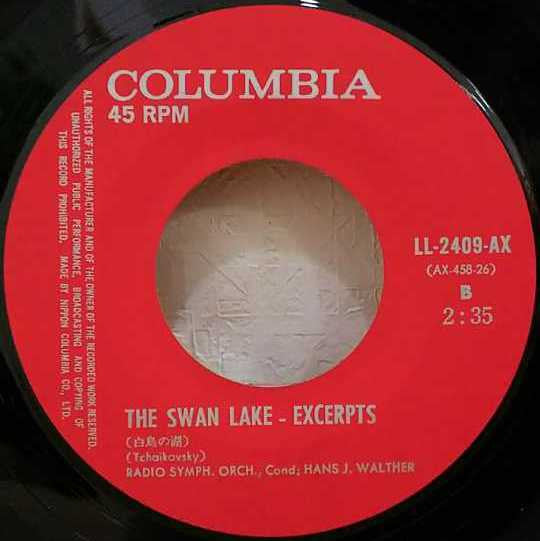 COLUMBIA
45 RPM
ALL RIGHTS OF THE MANUFACTURER AND OF THE OWNER OF THE RECORDED WORK RESERVED.
UNAUTHORIZED PUBLIC PERFORMANCE, BROADCASTING AND COPYING OF
THIS RECORD PROHIBITED. MADE BY NIPPON COLUMBIA CO., LTD.
LL-2409-AX
(AX-458-26)
B
2:35
THE SWAN LAKE - EXCERPTS
(白鳥の湖)
(Tchaikovsky)
RADIO SYMPH. ORCH., Cond; HANS J. WALTHER